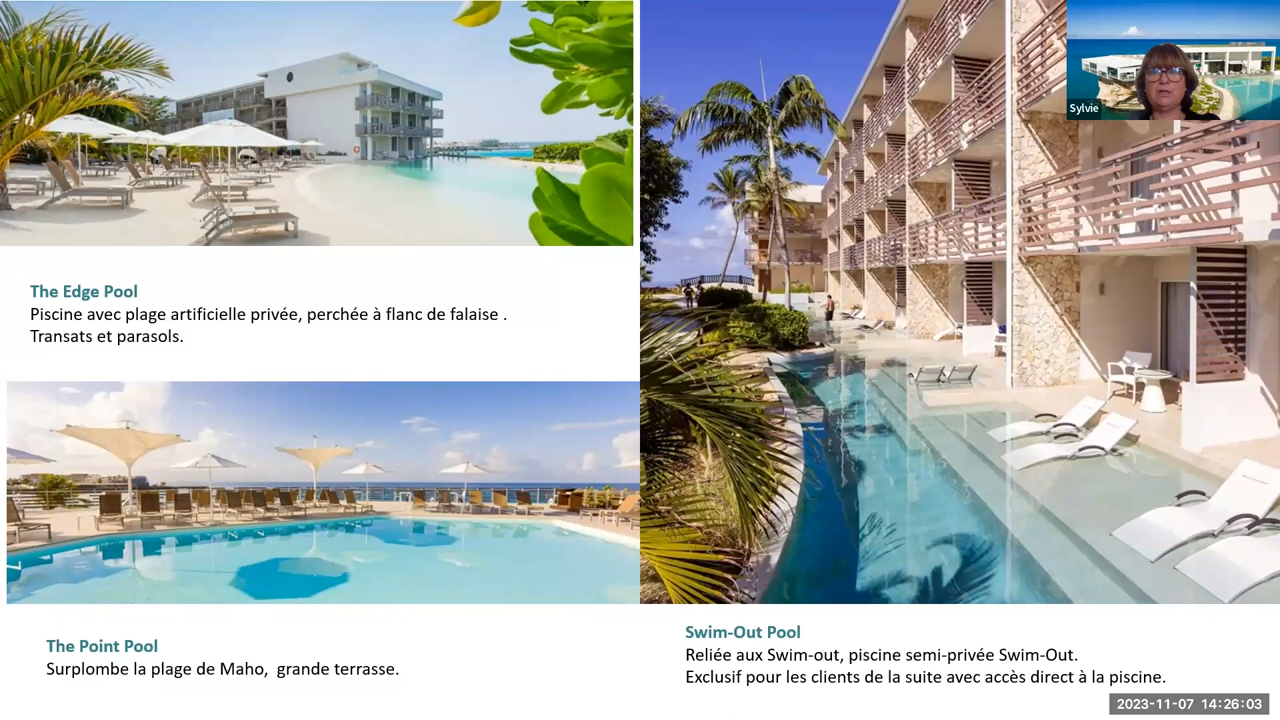 Sylvie
The Edge Pool
Piscine avec plage artificielle privée, perchée à flanc de falaise .
Transats et parasols.
The Point Pool
Surplombe la plage de Maho, grande terrasse.
Swim-Out Pool
Reliée aux Swim-out, piscine semi-privée Swim-Out.
Exclusif pour les clients de la suite avec accès direct à la piscine.
2023-11-07 14:26:03